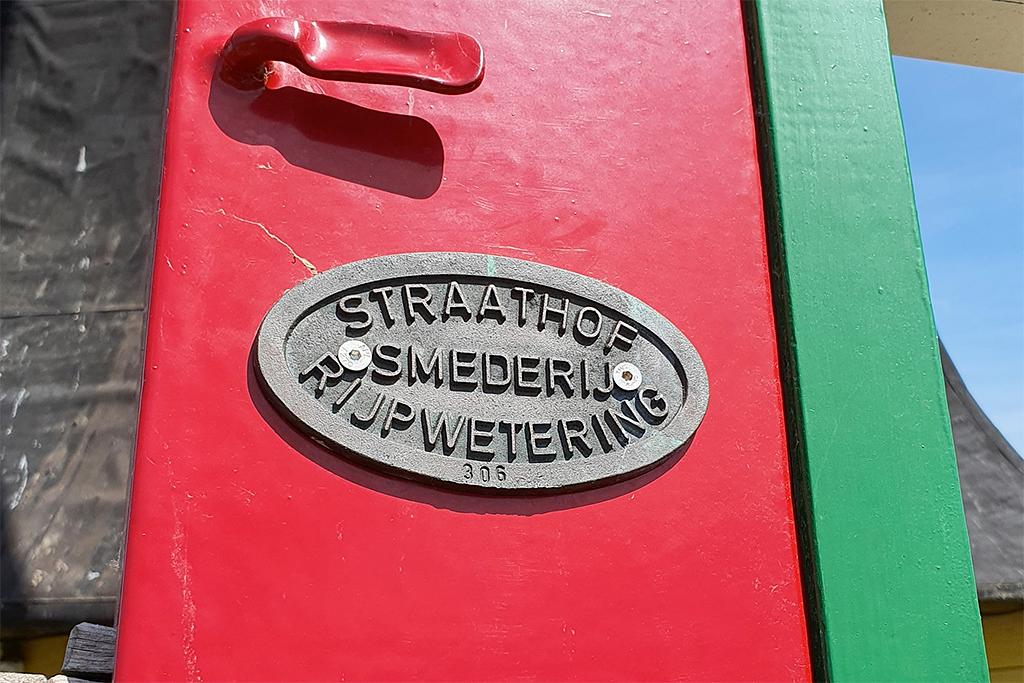 STRAATHOF
SMEDERIJ
RIJPWETERING
306